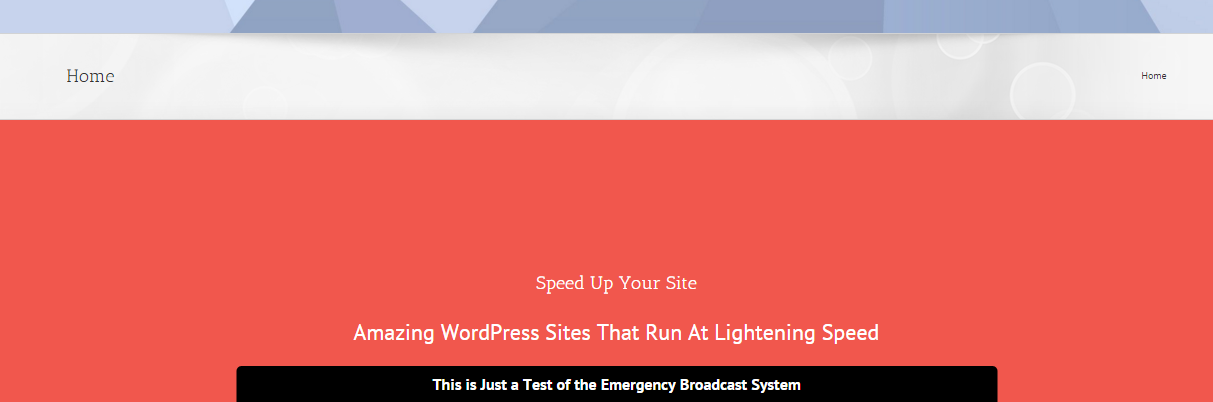 Home
Home
Speed Up Your Site
Amazing WordPress Sites That Run At Lightening Speed
This is Just a Test of the Emergency Broadcast System